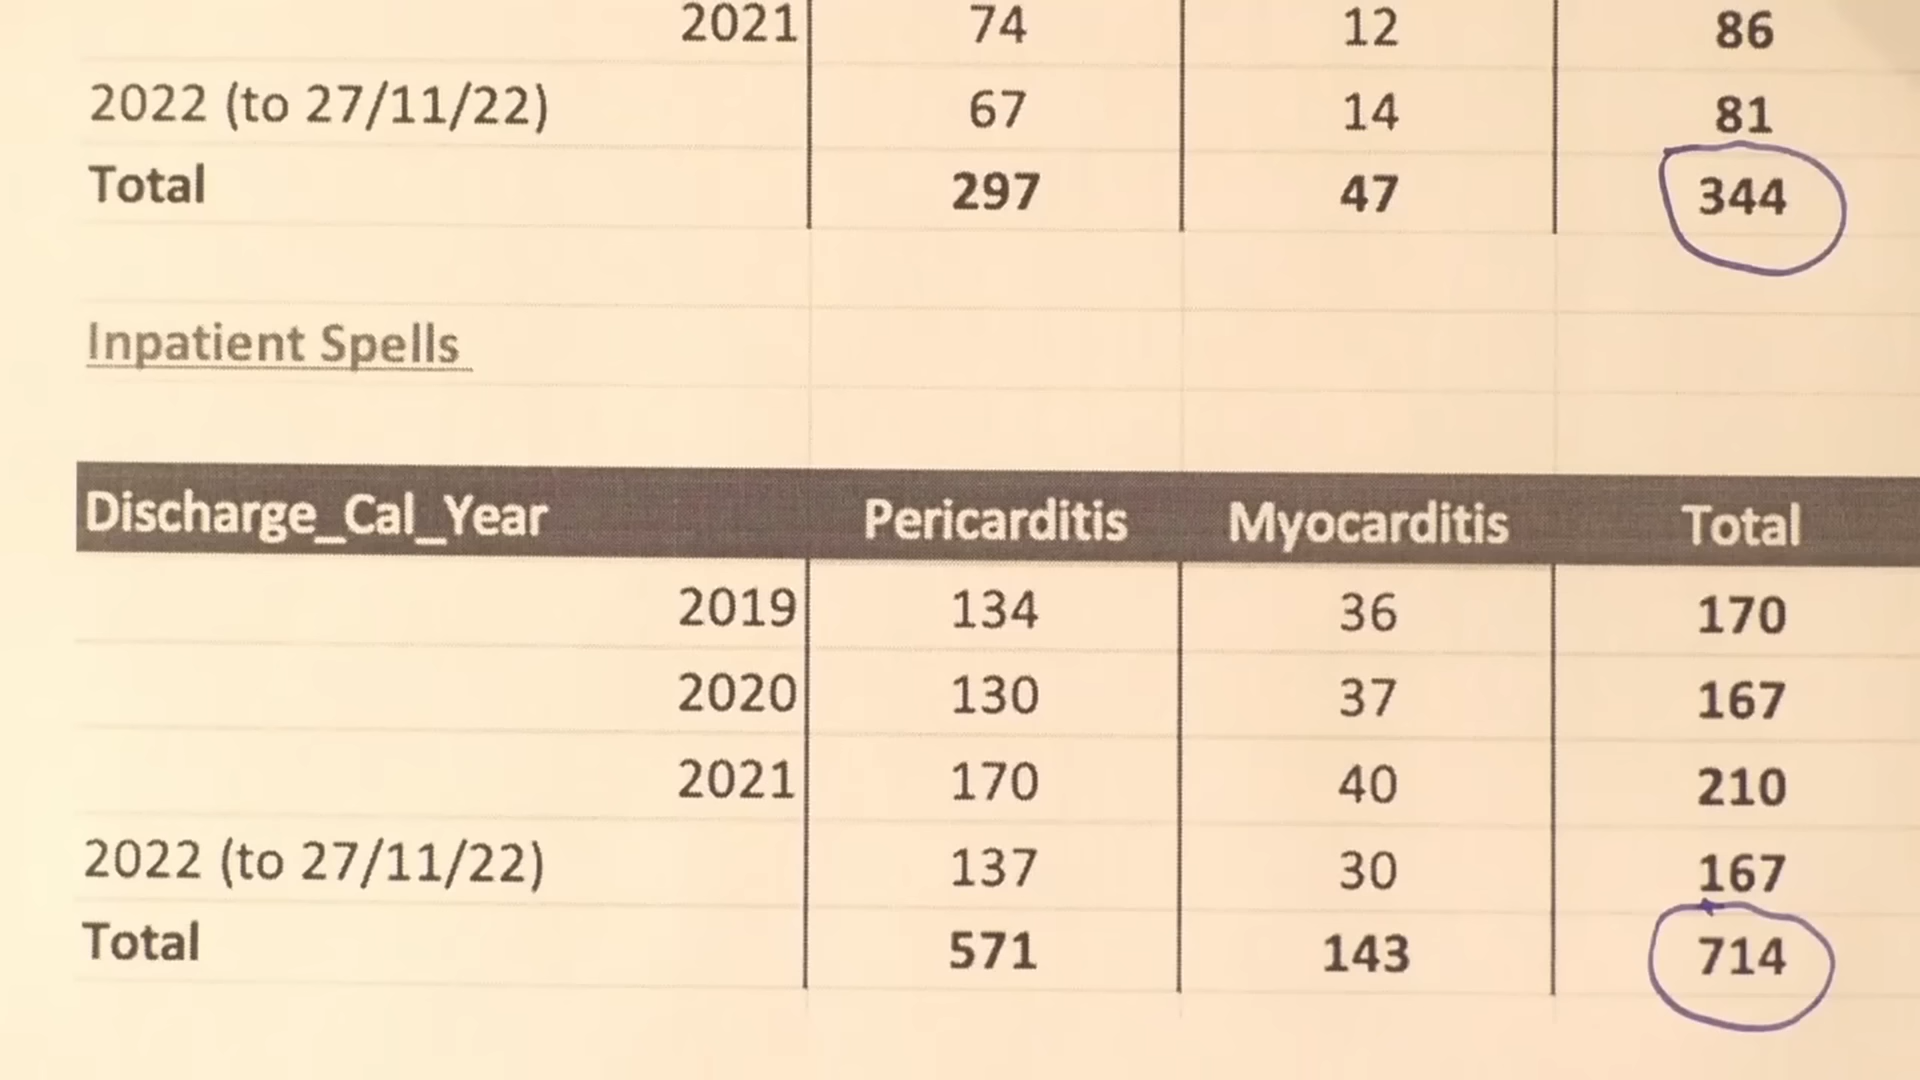 2021 74 12 86
2022 (to 27/11/22) 67 14 81
Total 297 47 344
Inpatient Spells
Discharge_Cal_Year Pericarditis Myocarditis Total
2019 134 36 170
2020 130 37 167
2021 170 40 210
2022 (to 27/11/22) 137 30 167
Total 571 143 714